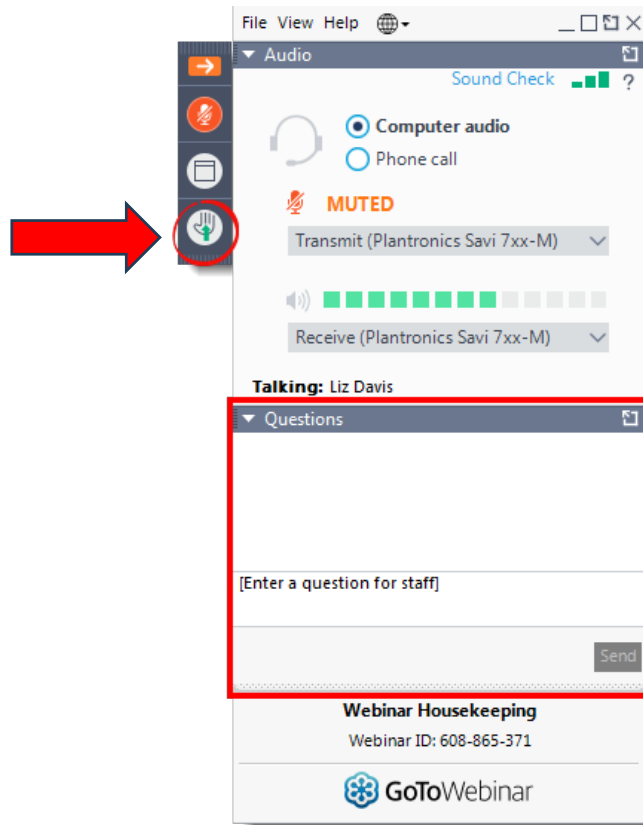 File View Help
Audio
Sound Check ?
Computer audio
Phone call
MUTED
Transmit (Plantronics Savi 7xx-M)
Receive (Plantronics Savi 7xx-M)
Talking: Liz Davis
Questions
[Enter a question for staff]
Send
Webinar Housekeeping
Webinar ID: 608-865-371
GoToWebinar